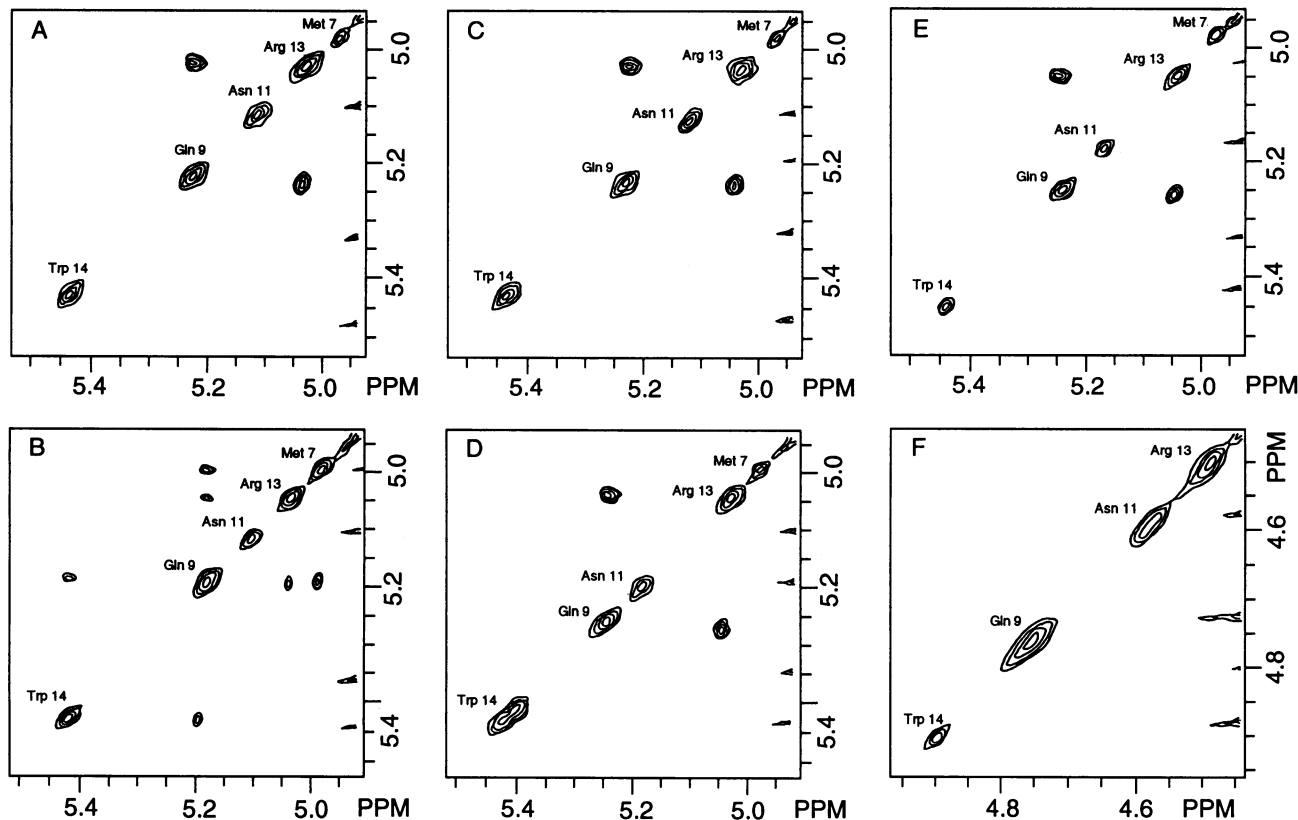 A
Met 7
Arg 13
Asn 11
Gln 9
Trp 14
5.0
5.2
5.4
5.4 5.2 5.0 PPM
C
Met 7
Arg 13
Asn 11
Gln 9
Trp 14
5.0
5.2
5.4
5.4 5.2 5.0 PPM
E
Met 7
Arg 13
Asn 11
Gln 9
Trp 14
5.0
5.2
5.4
5.4 5.2 5.0 PPM
B
Met 7
Arg 13
Asn 11
Gln 9
Trp 14
5.0
5.2
5.4
5.4 5.2 5.0 PPM
D
Met 7
Arg 13
Asn 11
Gln 9
Trp 14
5.0
5.2
5.4
5.4 5.2 5.0 PPM
F
Arg 13
Asn 11
Gln 9
Trp 14
PPM
4.6
4.8
4.8 4.6 PPM